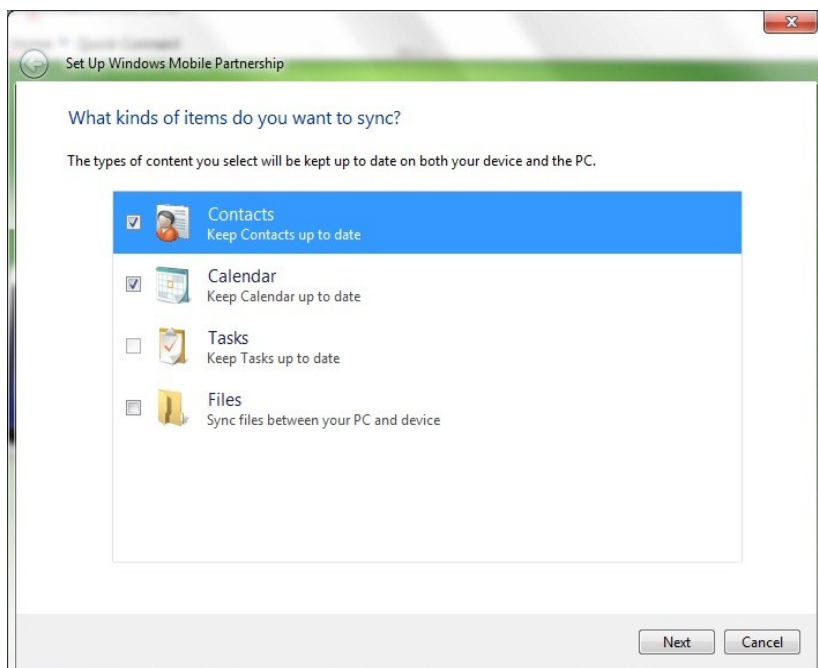 Set Up Windows Mobile Partnership
What kinds of items do you want to sync?
The types of content you select will be kept up to date on both your device and the PC.
Contacts
Keep Contacts up to date
Calendar
Keep Calendar up to date
Tasks
Keep Tasks up to date
Files
Sync files between your PC and device
Next Cancel